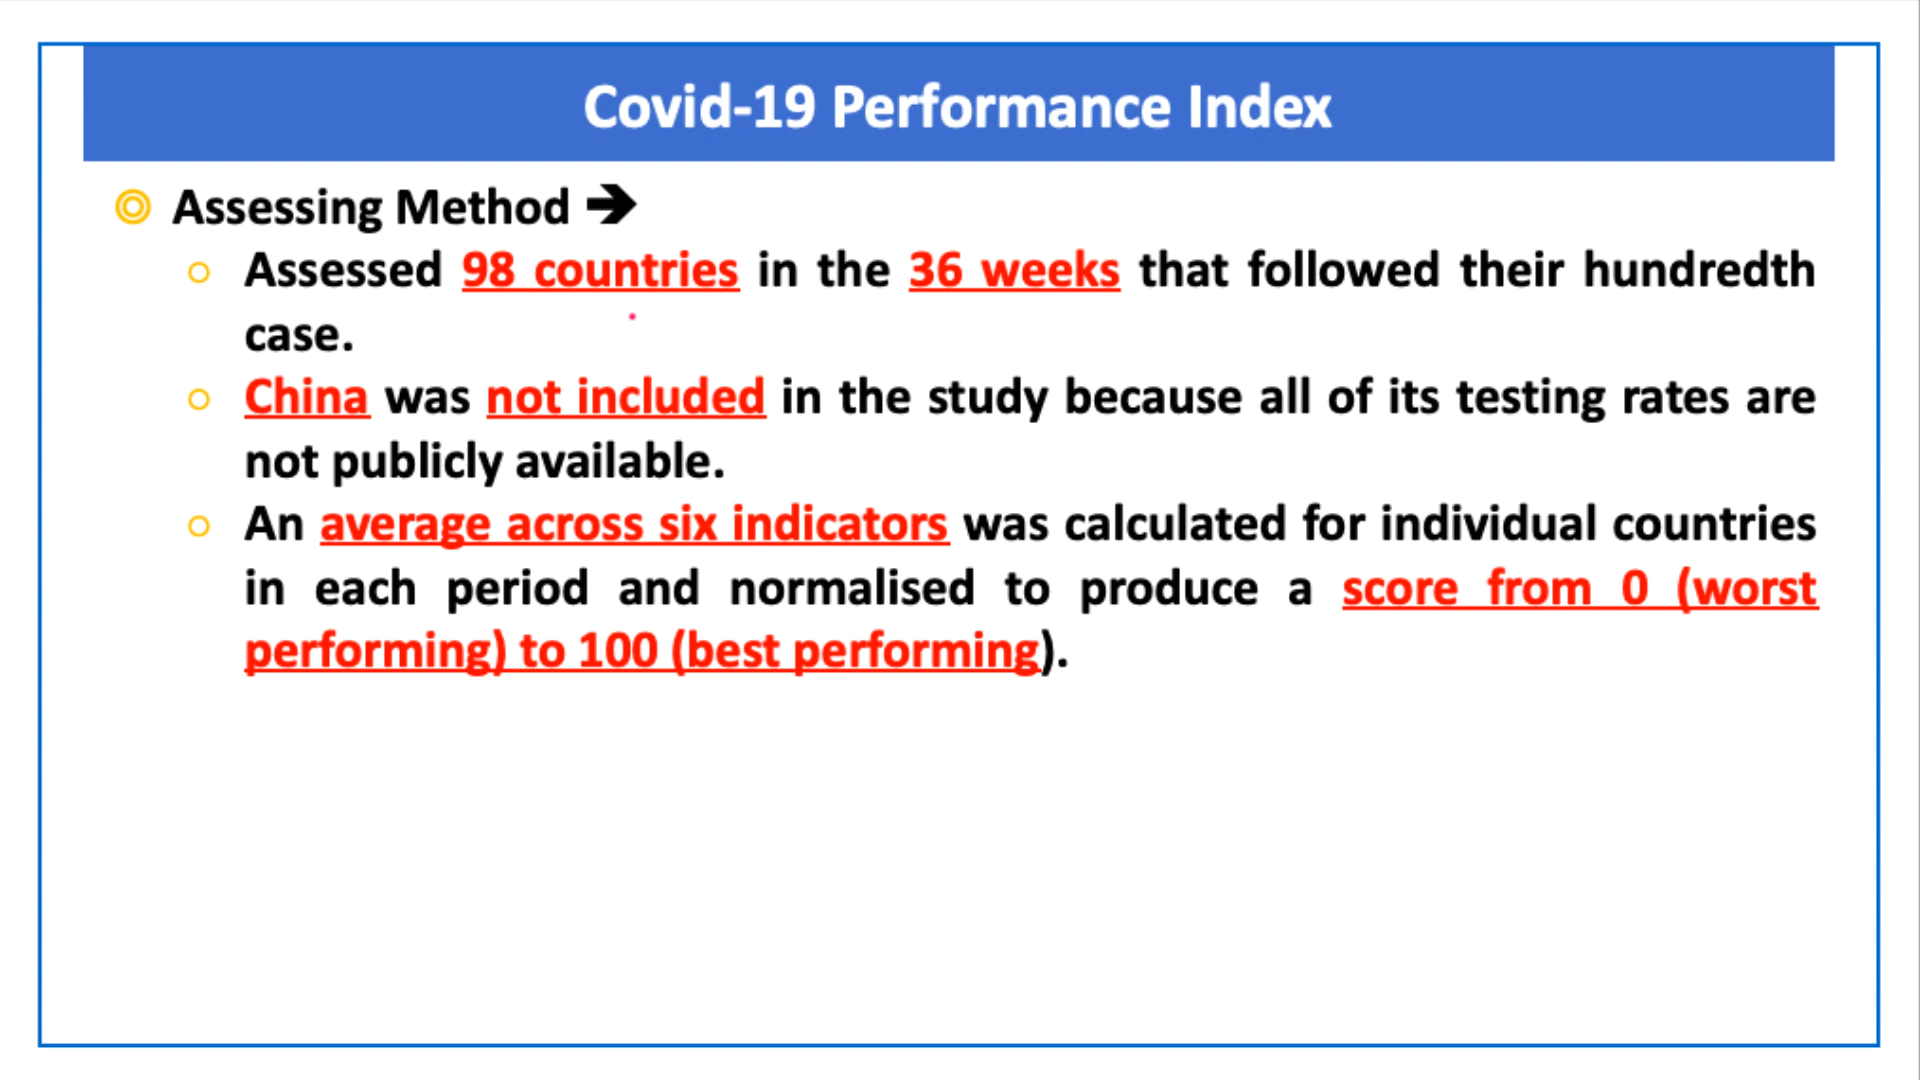 Covid-19 Performance Index
Assessing Method ➔
Assessed 98 countries in the 36 weeks that followed their hundredth
case.
China was not included in the study because all of its testing rates are
not publicly available.
An average across six indicators was calculated for individual countries
in each period and normalised to produce a score from 0 (worst
performing) to 100 (best performing).